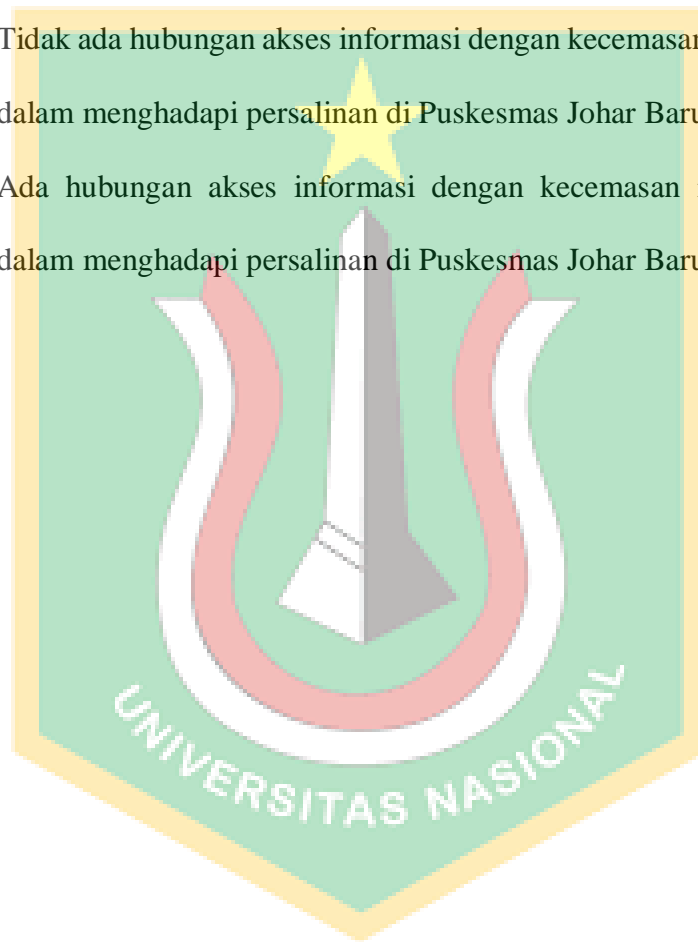 Tidak ada hubungan akses informasi dengan kecemasan
dalam menghadapi persalinan di Puskesmas Johar Baru
Ada hubungan akses informasi dengan kecemasan
dalam menghadapi persalinan di Puskesmas Johar Baru
UNIVERSITAS NASIONAL